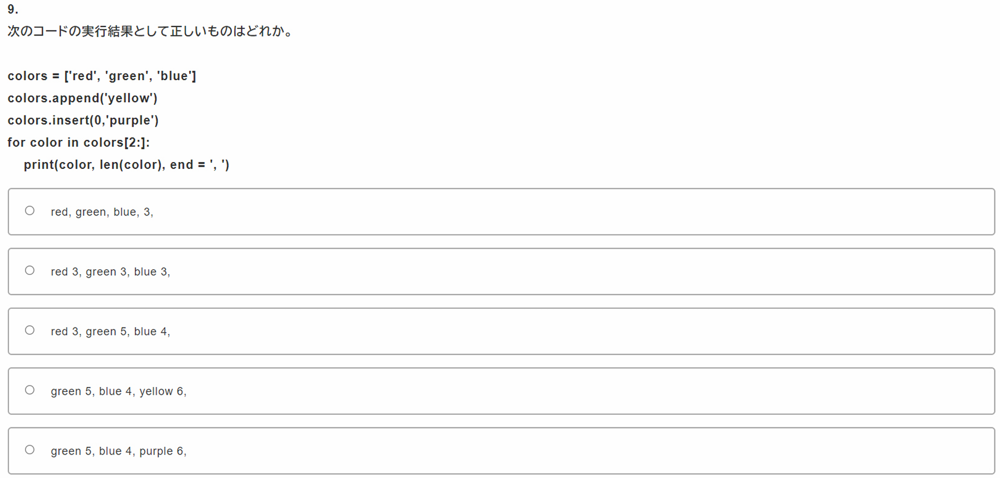 9.
次のコードの実行結果として正しいものはどれか。
colors = ['red', 'green', 'blue']
colors.append('yellow')
colors.insert(0,'purple')
for color in colors[2:]:
    print(color, len(color), end = ', ')
red, green, blue, 3,
red 3, green 3, blue 3,
red 3, green 5, blue 4,
green 5, blue 4, yellow 6,
green 5, blue 4, purple 6,